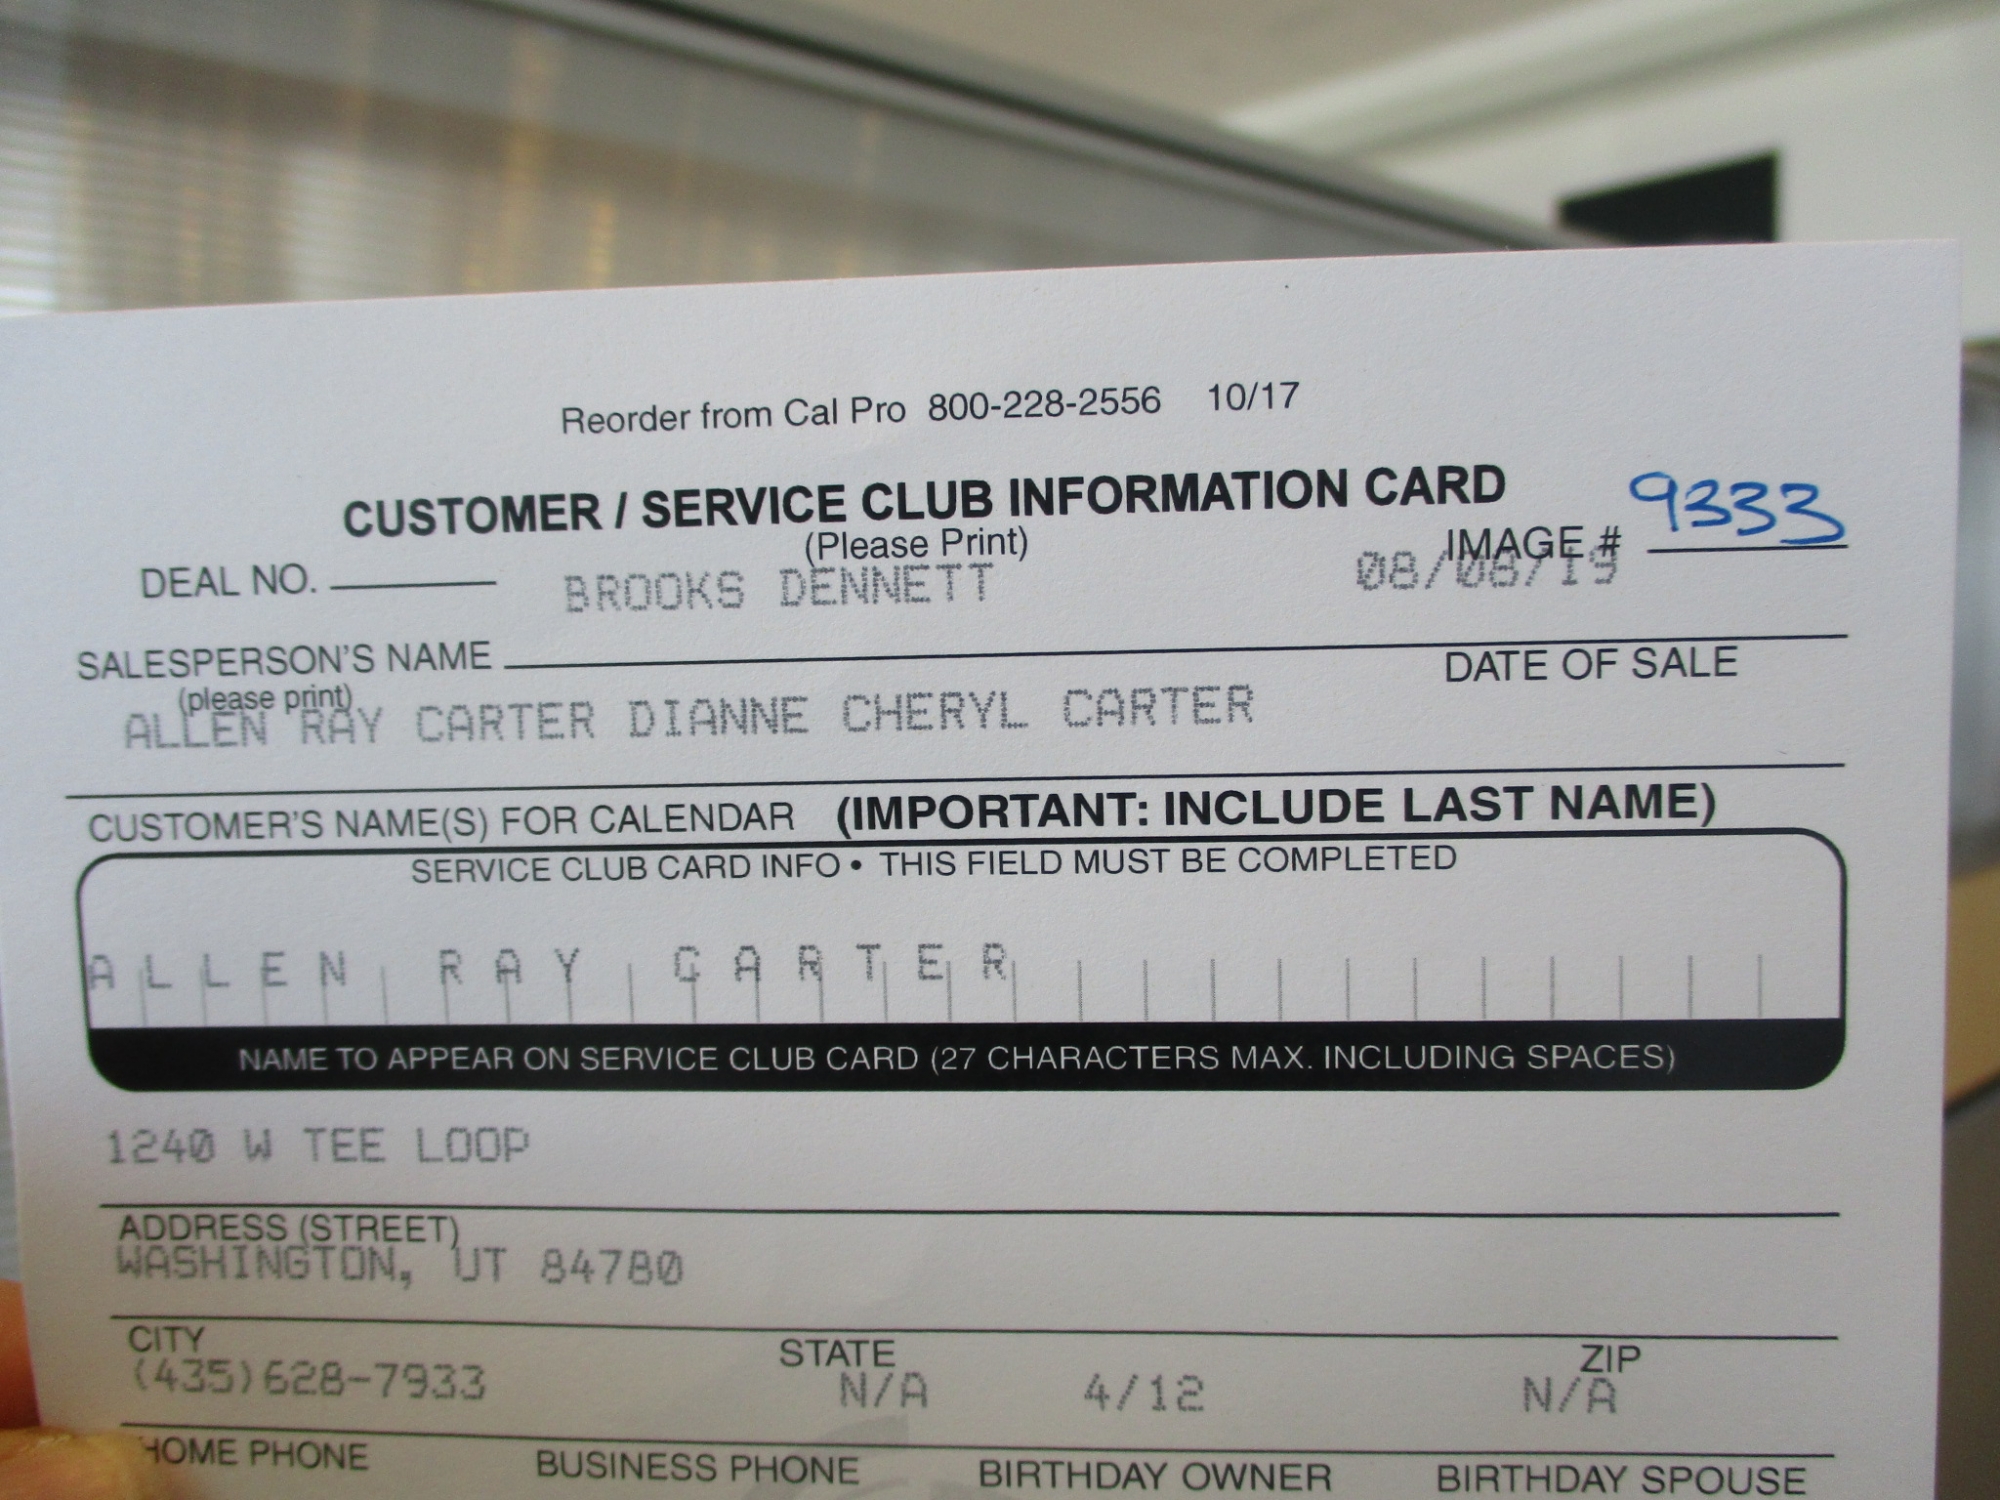 Reorder from Cal Pro 800-228-2556 10/17
CUSTOMER / SERVICE CLUB INFORMATION CARD
(Please Print)
IMAGE # 9333
DEAL NO. BROOKS DENNETT 08/08/19
SALESPERSON'S NAME DATE OF SALE
(please print)
ALLEN RAY CARTER DIANNE CHERYL CARTER
CUSTOMER'S NAME(S) FOR CALENDAR (IMPORTANT: INCLUDE LAST NAME)
SERVICE CLUB CARD INFO • THIS FIELD MUST BE COMPLETED
ALLEN RAY CARTER
NAME TO APPEAR ON SERVICE CLUB CARD (27 CHARACTERS MAX. INCLUDING SPACES)
1240 W TEE LOOP
ADDRESS (STREET)
WASHINGTON, UT 84780
CITY STATE ZIP
(435)628-7933 N/A 4/12 N/A
HOME PHONE BUSINESS PHONE BIRTHDAY OWNER BIRTHDAY SPOUSE